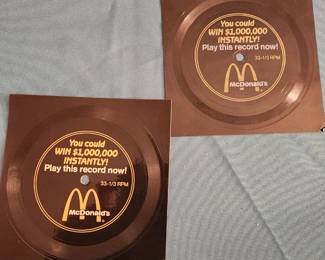 You could
WIN $1,000,000
INSTANTLY!
Play this record now!
33-1/3 RPM
McDonald's
®
You could
WIN $1,000,000
INSTANTLY!
Play this record now!
33-1/3 RPM
McDonald's
®